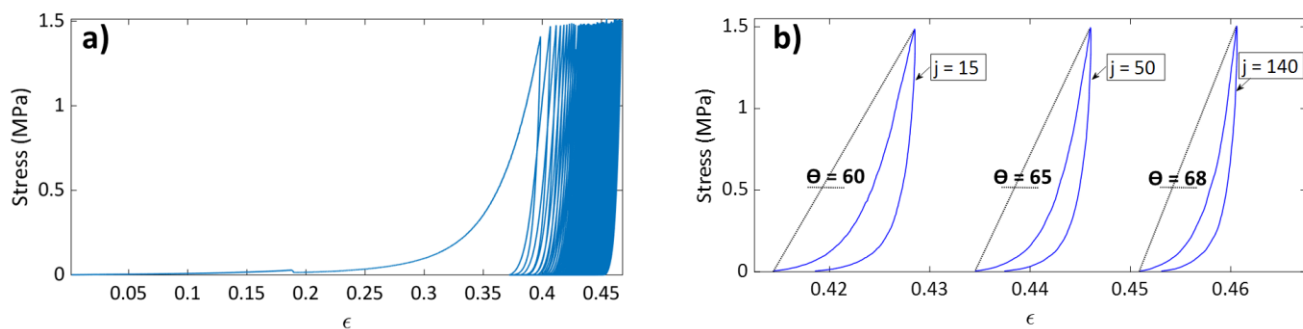 a)
Stress (MPa)
1.5
1
0.5
0
0.05 0.1 0.15 0.2 0.25 0.3 0.35 0.4 0.45
ϵ
b)
Stress (MPa)
1.5
1
0.5
0
j = 15
j = 50
j = 140
Θ = 60
Θ = 65
Θ = 68
0.42 0.43 0.44 0.45 0.46
ϵ